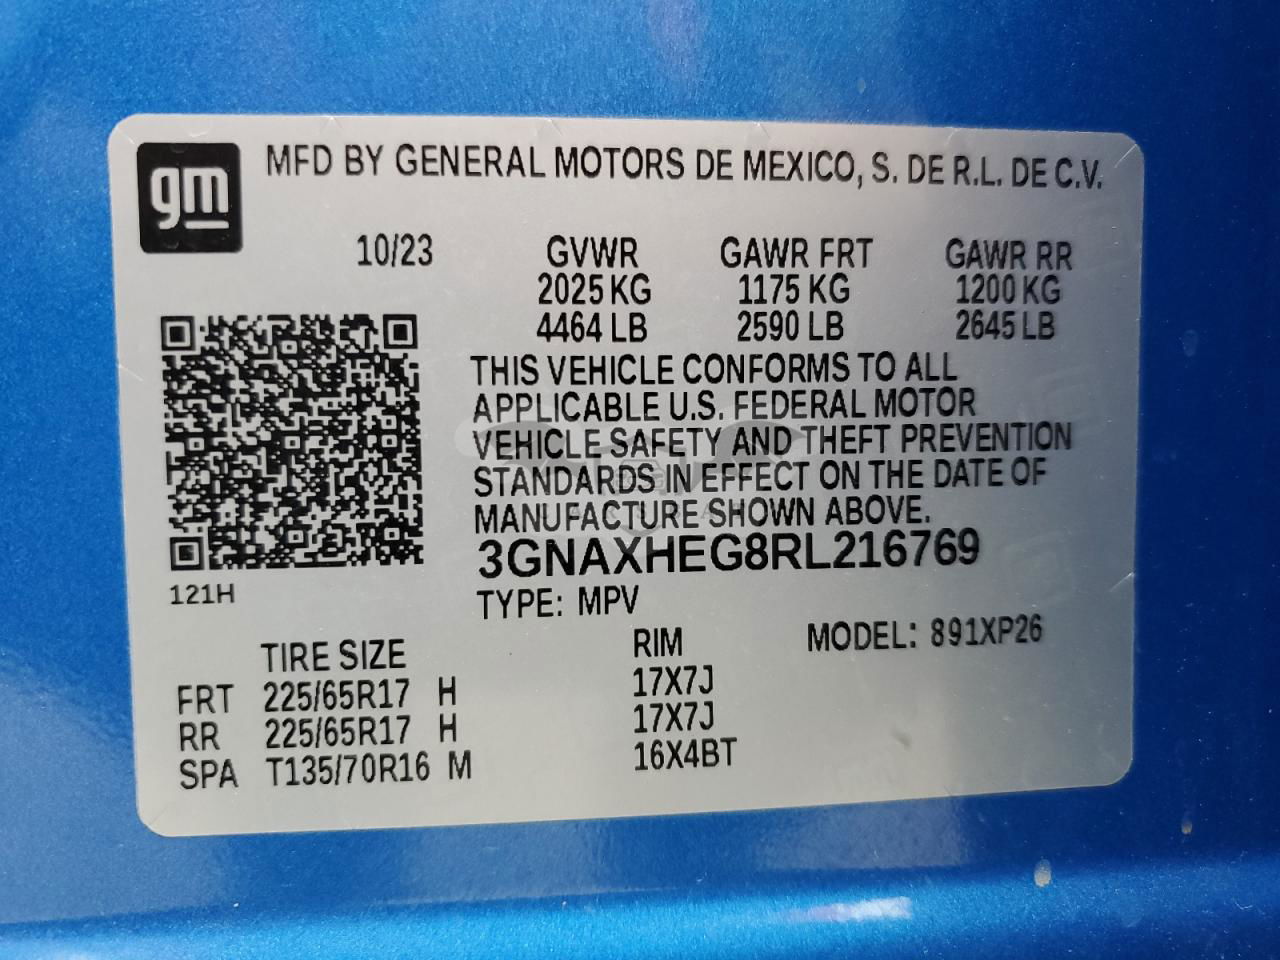 gm
MFD BY GENERAL MOTORS DE MEXICO, S. DE R.L. DE C.V.
10/23 GVWR GAWR FRT GAWR RR
2025 KG 1175 KG 1200 KG
4464 LB 2590 LB 2645 LB
THIS VEHICLE CONFORMS TO ALL
APPLICABLE U.S. FEDERAL MOTOR
VEHICLE SAFETY AND THEFT PREVENTION
STANDARDS IN EFFECT ON THE DATE OF
MANUFACTURE SHOWN ABOVE.
3GNAXHEG8RL216769
121H
TYPE: MPV
TIRE SIZE RIM MODEL: 891XP26
FRT 225/65R17 H 17X7J
RR 225/65R17 H 17X7J
SPA T135/70R16 M 16X4BT